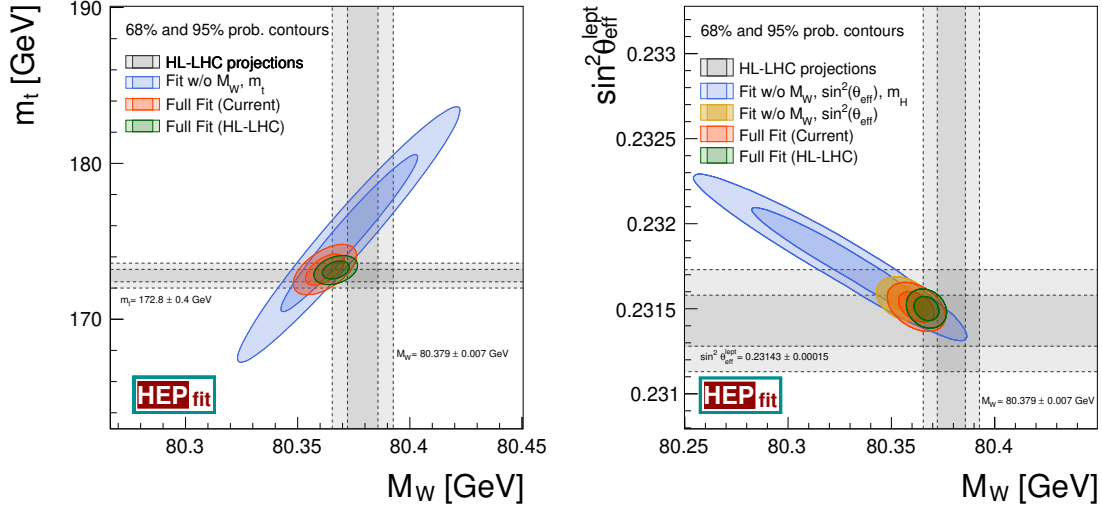 190
180
170
m_t [GeV]
68% and 95% prob. contours
HL-LHC projections
Fit w/o M_W, m_t
Full Fit (Current)
Full Fit (HL-LHC)
m_t= 172.8 ± 0.4 GeV
M_W= 80.379 ± 0.007 GeV
HEP fit
80.3 80.35 80.4 80.45
M_W [GeV]
sin²θ_eff^lept
0.233
0.2325
0.232
0.2315
0.231
68% and 95% prob. contours
HL-LHC projections
Fit w/o M_W, sin²(θ_eff), m_H
Fit w/o M_W, sin²(θ_eff)
Full Fit (Current)
Full Fit (HL-LHC)
sin² θ_eff^lept = 0.23143 ± 0.00015
M_W= 80.379 ± 0.007 GeV
HEP fit
80.25 80.3 80.35 80.4
M_W [GeV]